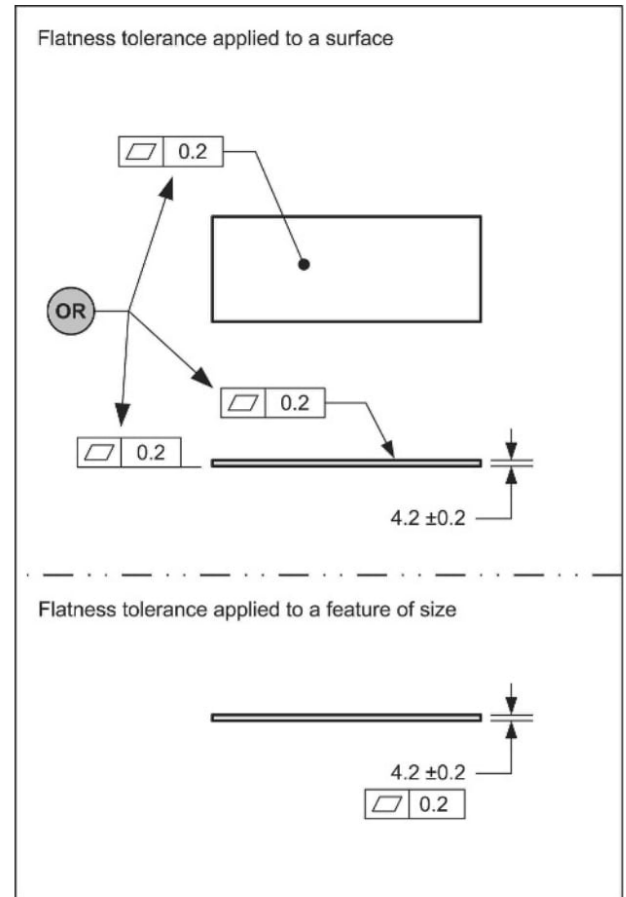 Flatness tolerance applied to a surface
0.2
OR
0.2
0.2
4.2 ±0.2
Flatness tolerance applied to a feature of size
4.2 ±0.2
0.2